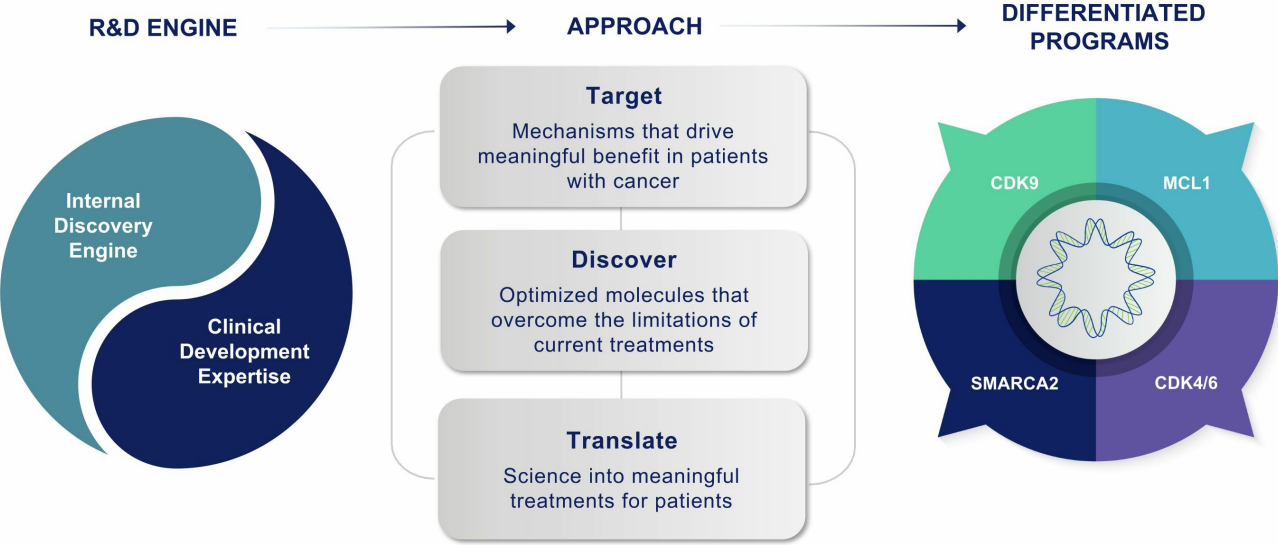 R&D ENGINE
APPROACH
DIFFERENTIATED
PROGRAMS
Internal
Discovery
Engine
Clinical
Development
Expertise
Target
Mechanisms that drive
meaningful benefit in patients
with cancer
Discover
Optimized molecules that
overcome the limitations of
current treatments
Translate
Science into meaningful
treatments for patients
CDK9
MCL1
SMARCA2
CDK4/6